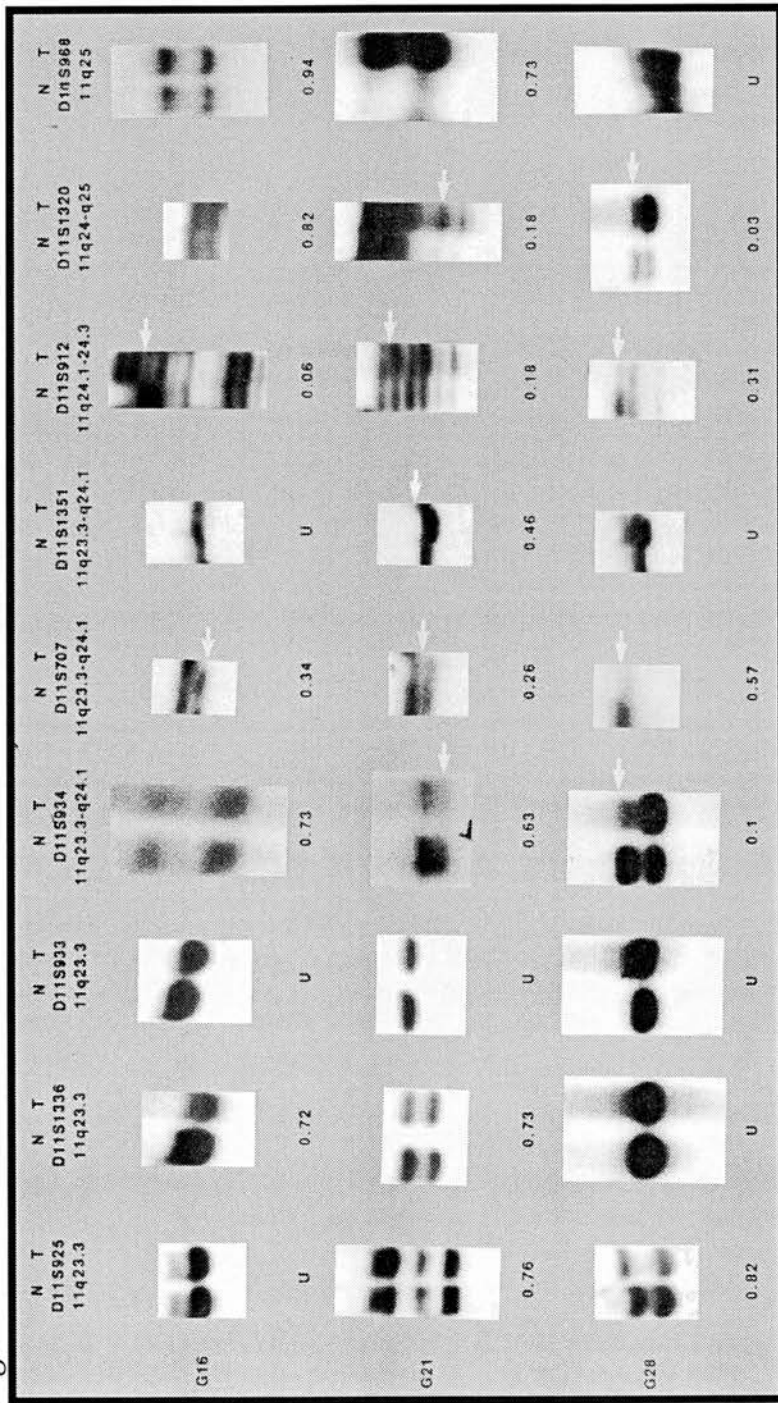 N T N T N T N T N T N T N T N T N T
D11S925 D11S1336 D11S933 D11S934 D11S707 D11S1351 D11S912 D11S1320 D11S968
11q23.3 11q23.3 11q23.3 11q23.3-q24.1 11q23.3-q24.1 11q23.3-q24.1 11q24.1-24.3 11q24-q25 11q25
G16
U 0.72 U 0.73 0.34 U 0.06 0.82 0.94
G21
0.76 0.73 U 0.63 0.26 0.46 0.18 0.18 0.73
G28
0.82 U U 0.1 0.57 U 0.31 0.03 U